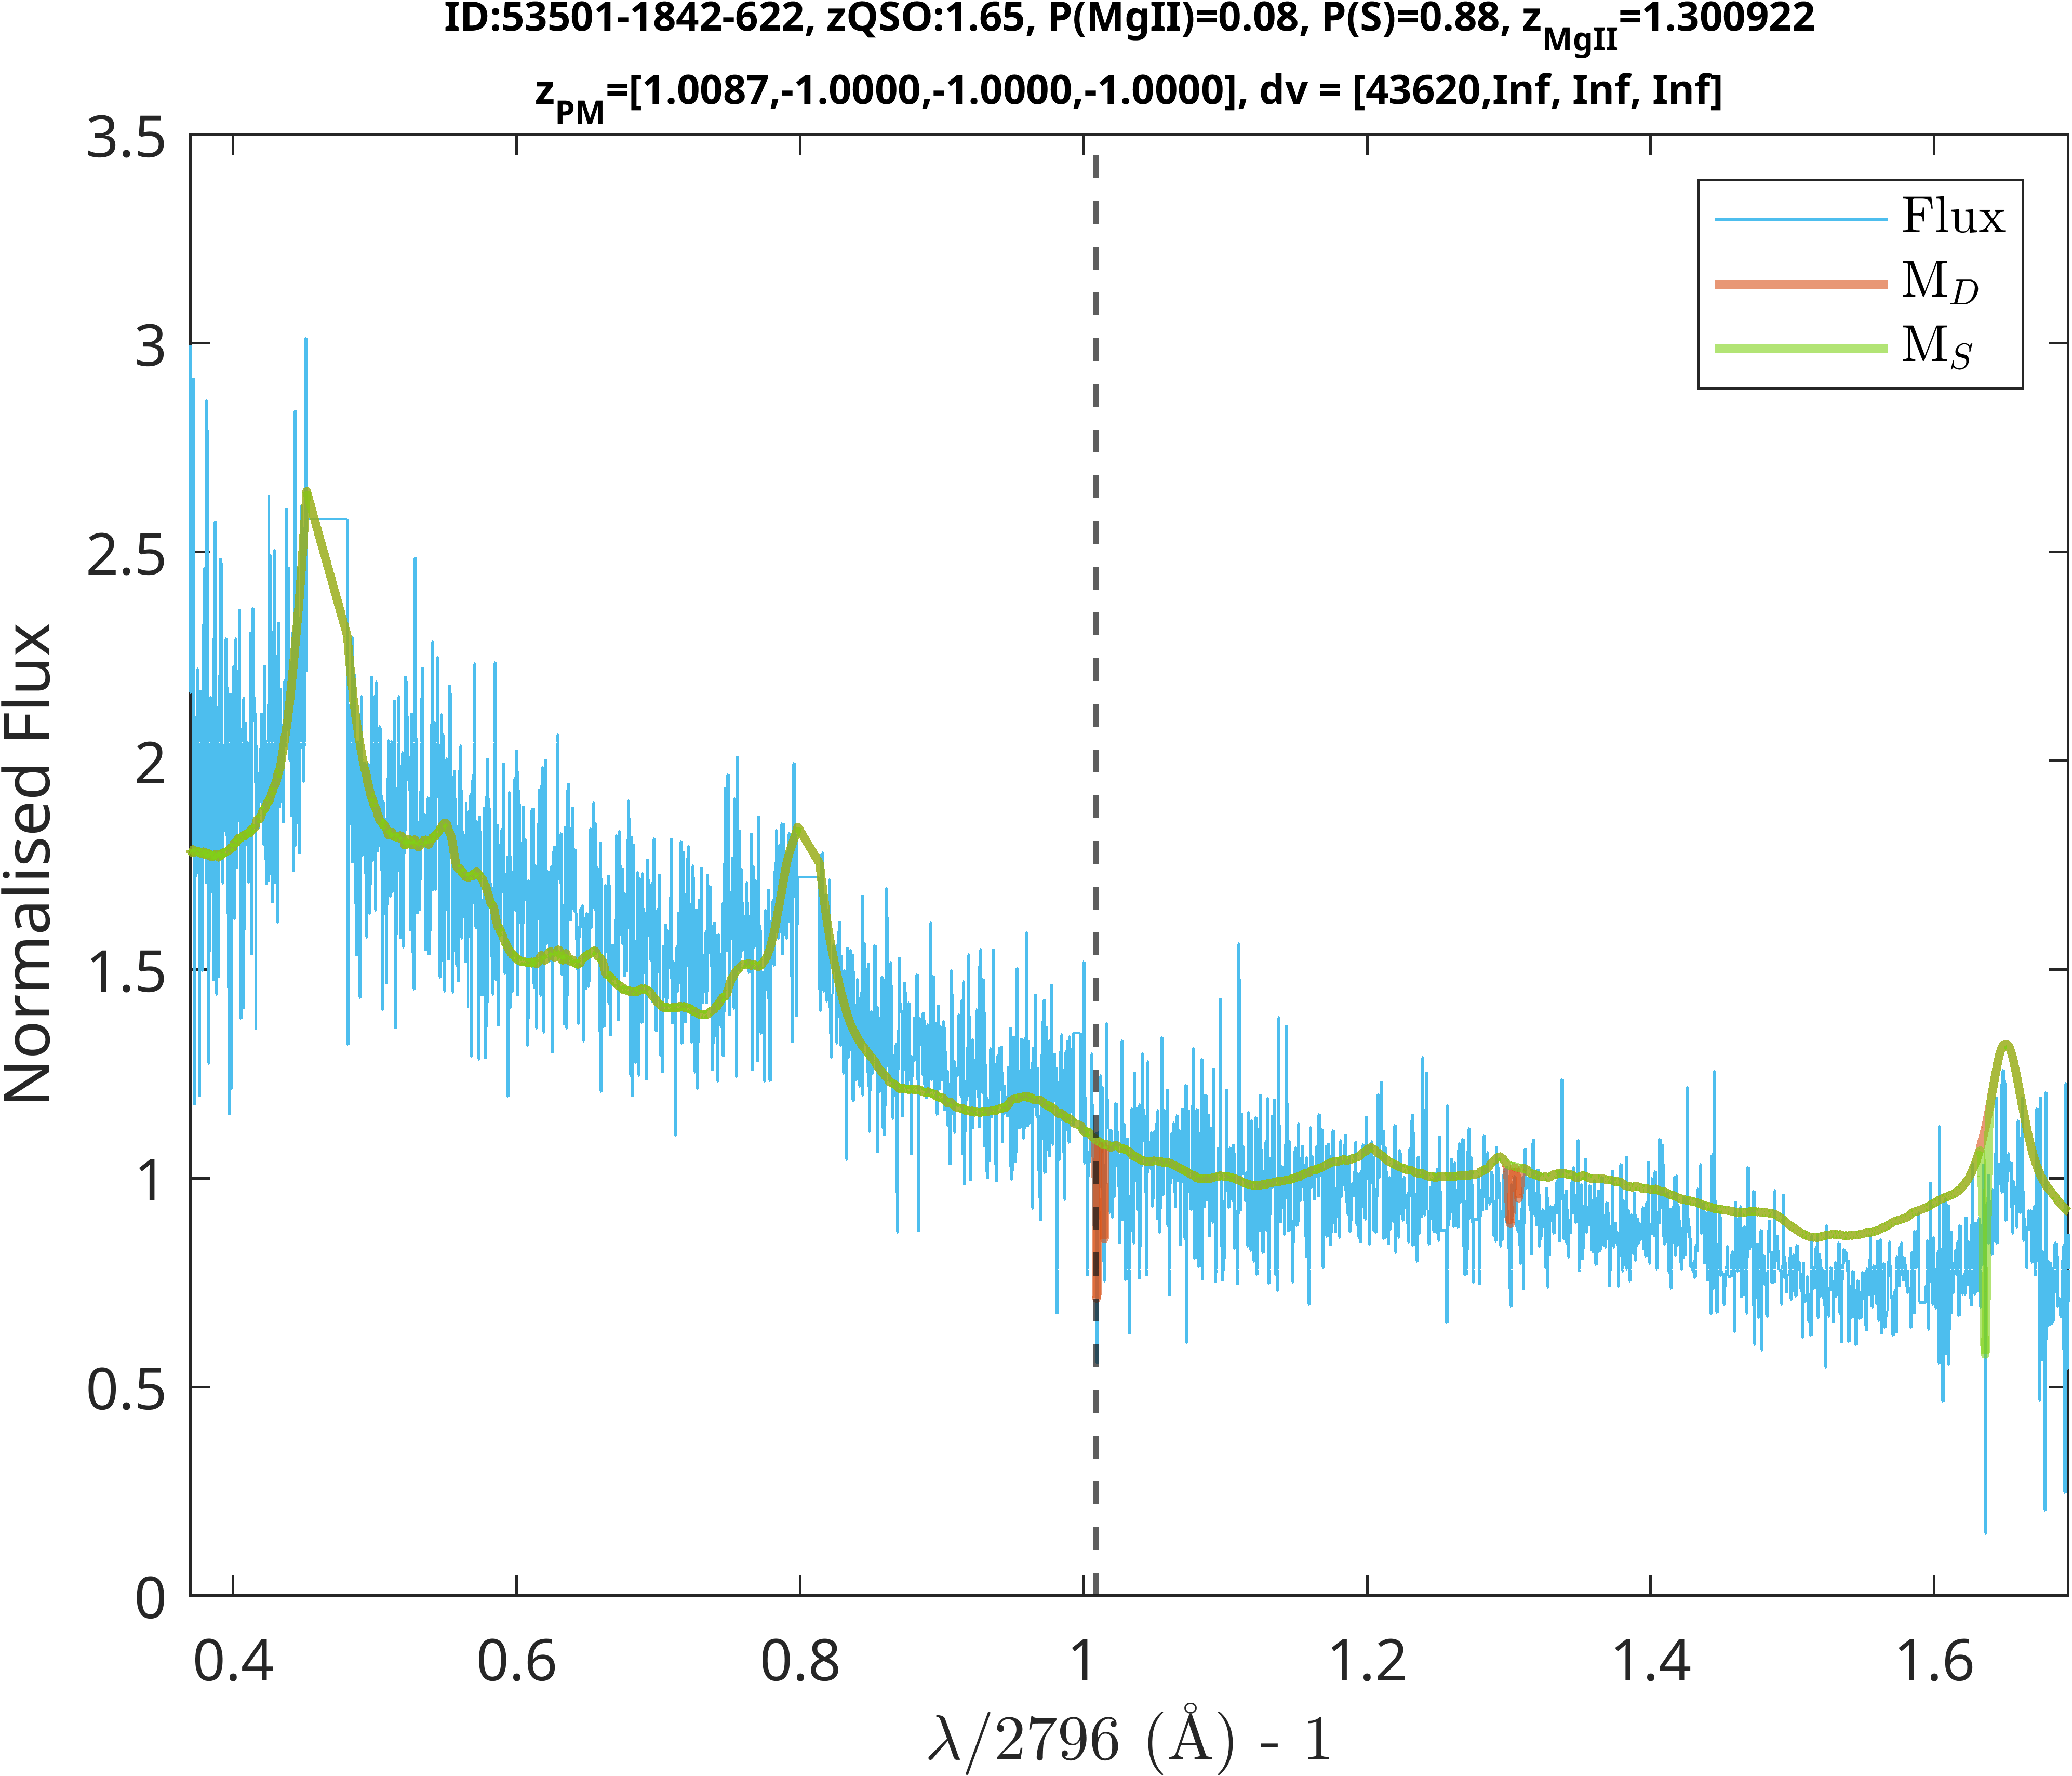 ID:53501-1842-622, zQSO:1.65, P(MgII)=0.08, P(S)=0.88, zMgII=1.300922
zPM=[1.0087,-1.0000,-1.0000,-1.0000], dv = [43620,Inf, Inf, Inf]
3.5
3
2.5
2
1.5
1
0.5
0
Normalised Flux
Flux
MD
MS
0.4
0.6
0.8
1
1.2
1.4
1.6
λ/2796 (Å) - 1